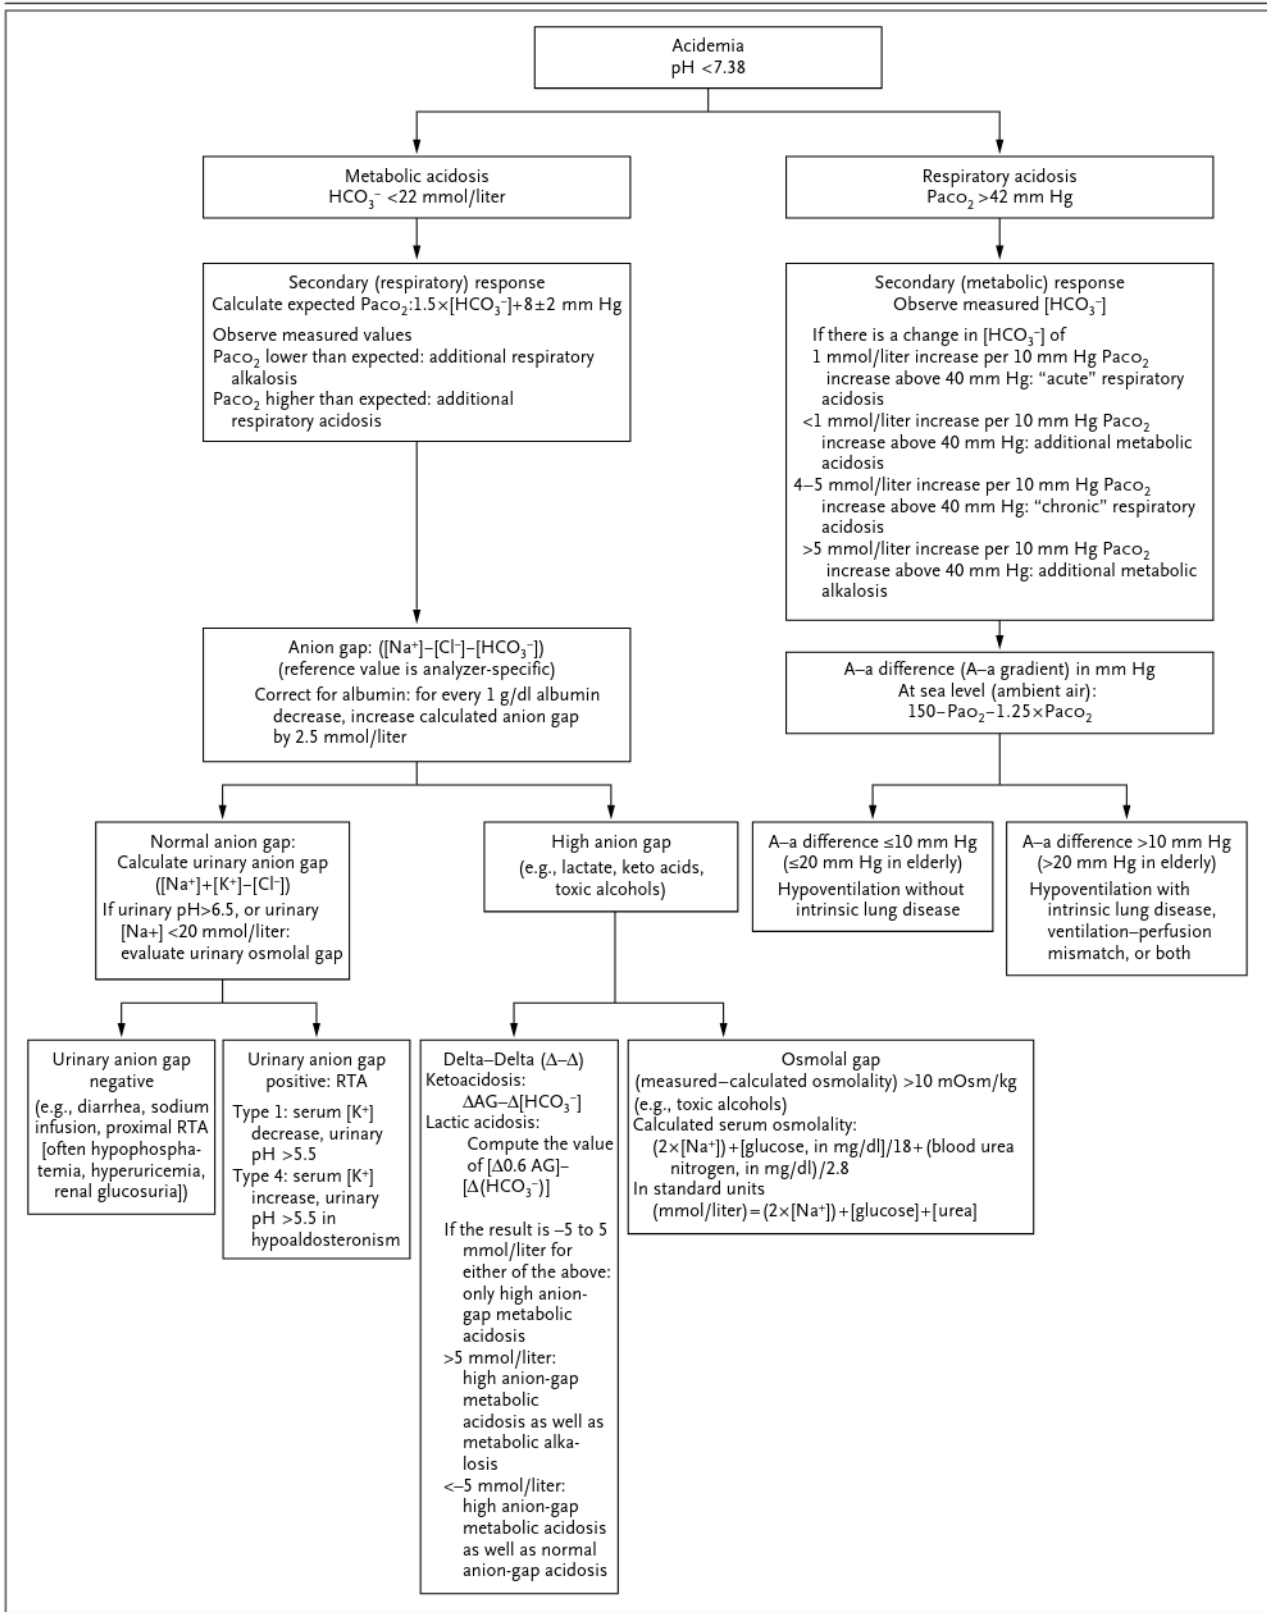 Acidemia
pH <7.38
Metabolic acidosis
HCO₃⁻ <22 mmol/liter
Respiratory acidosis
Paco₂ >42 mm Hg
Secondary (respiratory) response
Calculate expected Paco₂:1.5×[HCO₃⁻]+8±2 mm Hg
Observe measured values
Paco₂ lower than expected: additional respiratory
alkalosis
Paco₂ higher than expected: additional
respiratory acidosis
Secondary (metabolic) response
Observe measured [HCO₃⁻]
If there is a change in [HCO₃⁻] of
1 mmol/liter increase per 10 mm Hg Paco₂
increase above 40 mm Hg: “acute” respiratory
acidosis
<1 mmol/liter increase per 10 mm Hg Paco₂
increase above 40 mm Hg: additional metabolic
acidosis
4–5 mmol/liter increase per 10 mm Hg Paco₂
increase above 40 mm Hg: “chronic” respiratory
acidosis
>5 mmol/liter increase per 10 mm Hg Paco₂
increase above 40 mm Hg: additional metabolic
alkalosis
Anion gap: ([Na⁺]–[Cl⁻]–[HCO₃⁻])
(reference value is analyzer-specific)
Correct for albumin: for every 1 g/dl albumin
decrease, increase calculated anion gap
by 2.5 mmol/liter
A–a difference (A–a gradient) in mm Hg
At sea level (ambient air):
150–Pao₂–1.25×Paco₂
Normal anion gap:
Calculate urinary anion gap
([Na⁺]+[K⁺]–[Cl⁻])
If urinary pH>6.5, or urinary
[Na+] <20 mmol/liter:
evaluate urinary osmolal gap
High anion gap
(e.g., lactate, keto acids,
toxic alcohols)
A–a difference ≤10 mm Hg
(≤20 mm Hg in elderly)
Hypoventilation without
intrinsic lung disease
A–a difference >10 mm Hg
(>20 mm Hg in elderly)
Hypoventilation with
intrinsic lung disease,
ventilation–perfusion
mismatch, or both
Urinary anion gap
negative
(e.g., diarrhea, sodium
infusion, proximal RTA
[often hypophospha-
temia, hyperuricemia,
renal glucosuria])
Urinary anion gap
positive: RTA
Type 1: serum [K⁺]
decrease, urinary
pH >5.5
Type 4: serum [K⁺]
increase, urinary
pH >5.5 in
hypoaldosteronism
Delta–Delta (Δ–Δ)
Ketoacidosis:
ΔAG–Δ[HCO₃⁻]
Lactic acidosis:
Compute the value
of [Δ0.6 AG]–
[Δ(HCO₃⁻)]
If the result is –5 to 5
mmol/liter for
either of the above:
only high anion-
gap metabolic
acidosis
>5 mmol/liter:
high anion-gap
metabolic
acidosis as well as
metabolic alka-
losis
<–5 mmol/liter:
high anion-gap
metabolic acidosis
as well as normal
anion-gap acidosis
Osmolal gap
(measured–calculated osmolality) >10 mOsm/kg
(e.g., toxic alcohols)
Calculated serum osmolality:
(2×[Na⁺])+[glucose, in mg/dl]/18+(blood urea
nitrogen, in mg/dl)/2.8
In standard units
(mmol/liter)=(2×[Na⁺])+[glucose]+[urea]